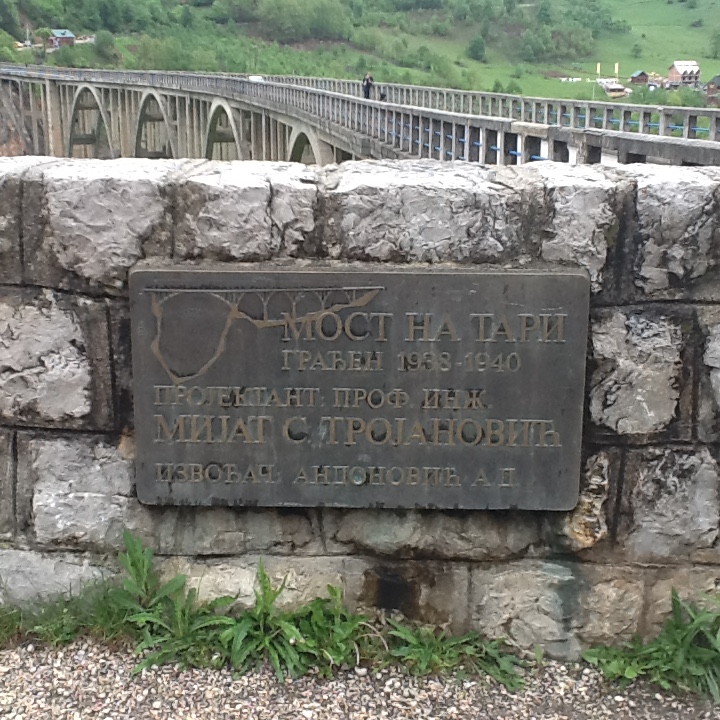 МОСТ НА ТАРИ
ГРАЂЕН 1938-1940
ПРОЈЕКТАНТ: ПРОФ. ИНЖ.
МИЈАТ С. ТРОЈАНОВИЋ
ИЗВОЂАЧ: АНДОНОВИЋ А.Д.